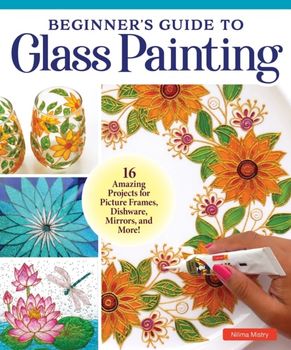 BEGINNER'S GUIDE TO
Glass Painting
16
Amazing
Projects for
Picture Frames,
Dishware,
Mirrors, and
More!
Nilima Mistry